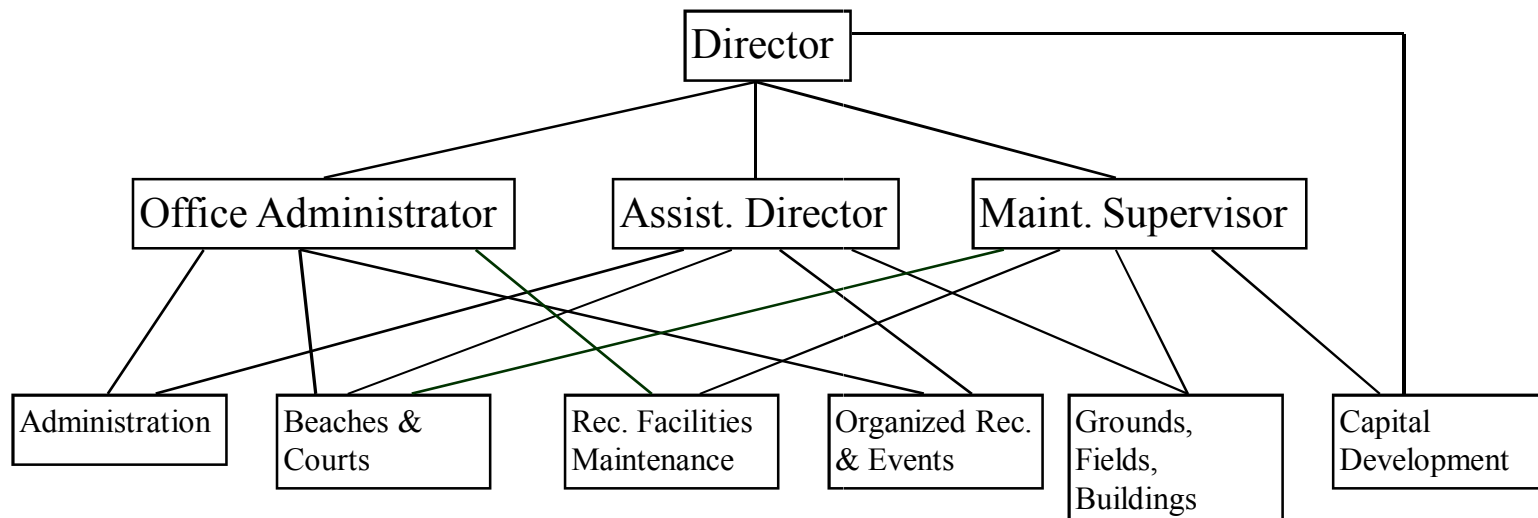 Director
Office Administrator
Assist. Director
Maint. Supervisor
Administration
Beaches &
Courts
Rec. Facilities
Maintenance
Organized Rec.
& Events
Grounds,
Fields,
Buildings
Capital
Development